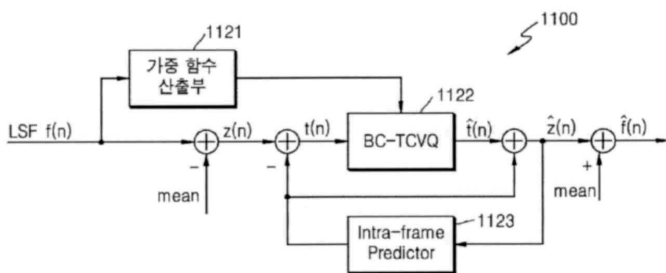 1121
1100
가중 함수
산출부
1122
LSF f(n)
z(n)
t(n)
BC-TCVQ
t̂(n)
ẑ(n)
f̂(n)
-
-
+
mean
mean
1123
Intra-frame
Predictor